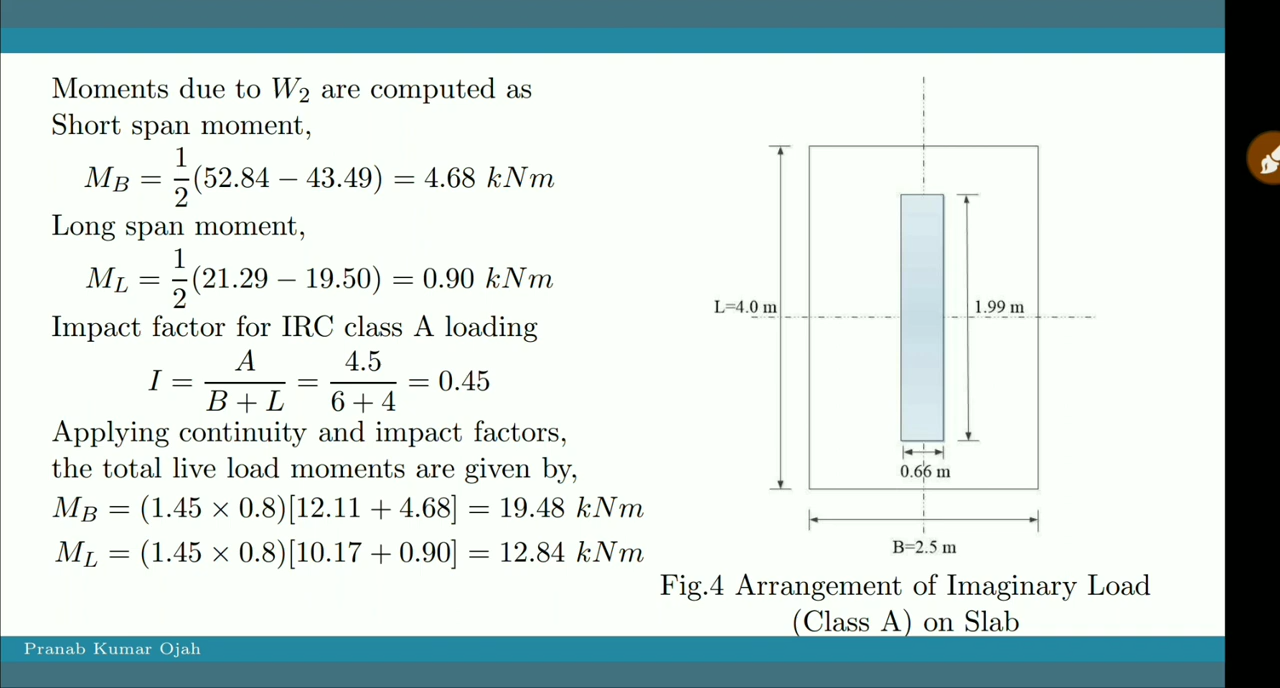 Moments due to W₂ are computed as
Short span moment,
M_B = 1/2 (52.84 − 43.49) = 4.68 kNm
Long span moment,
M_L = 1/2 (21.29 − 19.50) = 0.90 kNm
Impact factor for IRC class A loading
I = A/(B + L) = 4.5/(6 + 4) = 0.45
Applying continuity and impact factors,
the total live load moments are given by,
M_B = (1.45 × 0.8)[12.11 + 4.68] = 19.48 kNm
M_L = (1.45 × 0.8)[10.17 + 0.90] = 12.84 kNm
L=4.0 m
1.99 m
0.66 m
B=2.5 m
Fig.4 Arrangement of Imaginary Load
(Class A) on Slab
Pranab Kumar Ojah